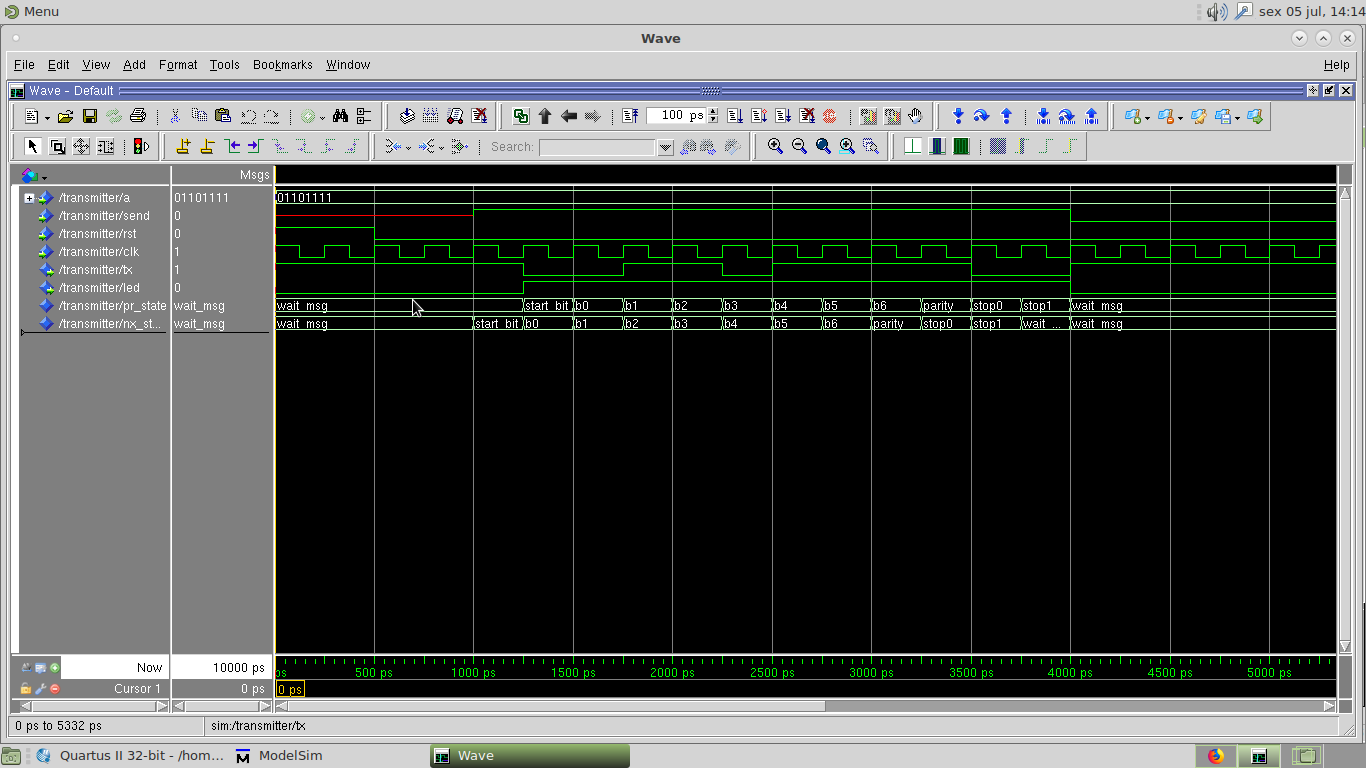 Menu sex 05 jul, 14:14
Wave
File Edit View Add Format Tools Bookmarks Window Help
Wave - Default
100 ps
Search:
Msgs
/transmitter/a 01101111 01101111
/transmitter/send 0
/transmitter/rst 0
/transmitter/clk 1
/transmitter/tx 1
/transmitter/led 0
/transmitter/pr_state wait_msg wait_msg start_bit b0 b1 b2 b3 b4 b5 b6 parity stop0 stop1 wait_msg
/transmitter/nx_st... wait_msg wait_msg start_bit b0 b1 b2 b3 b4 b5 b6 parity stop0 stop1 wait_... wait_msg
Now 10000 ps ps 500 ps 1000 ps 1500 ps 2000 ps 2500 ps 3000 ps 3500 ps 4000 ps 4500 ps 5000 ps
Cursor 1 0 ps 0 ps
0 ps to 5332 ps sim:/transmitter/tx
Quartus II 32-bit - /hom... ModelSim Wave